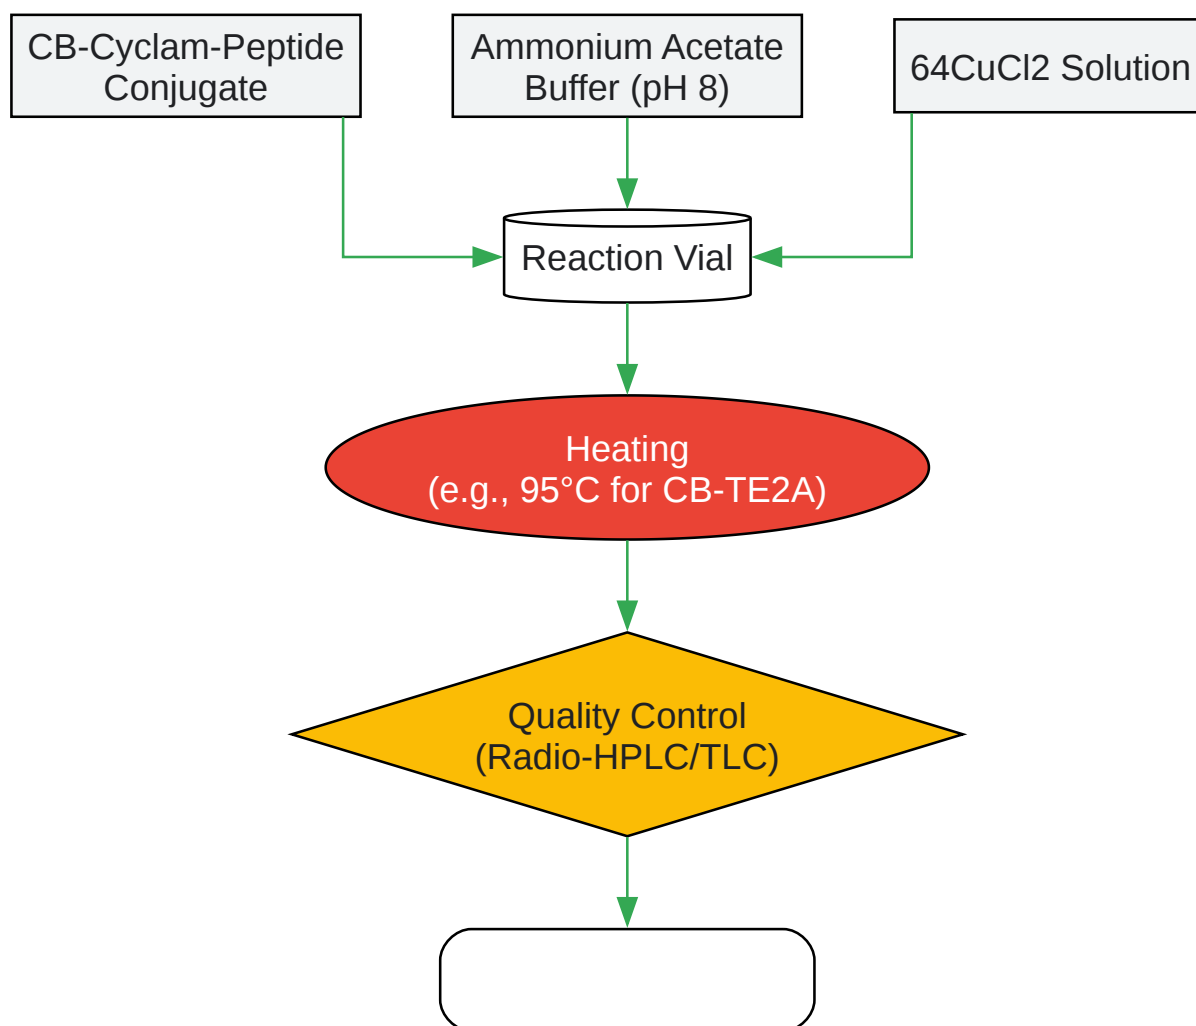 CB-Cyclam-Peptide
Conjugate
Ammonium Acetate
Buffer (pH 8)
64CuCl2 Solution
Reaction Vial
Heating
(e.g., 95°C for CB-TE2A)
Quality Control
(Radio-HPLC/TLC)